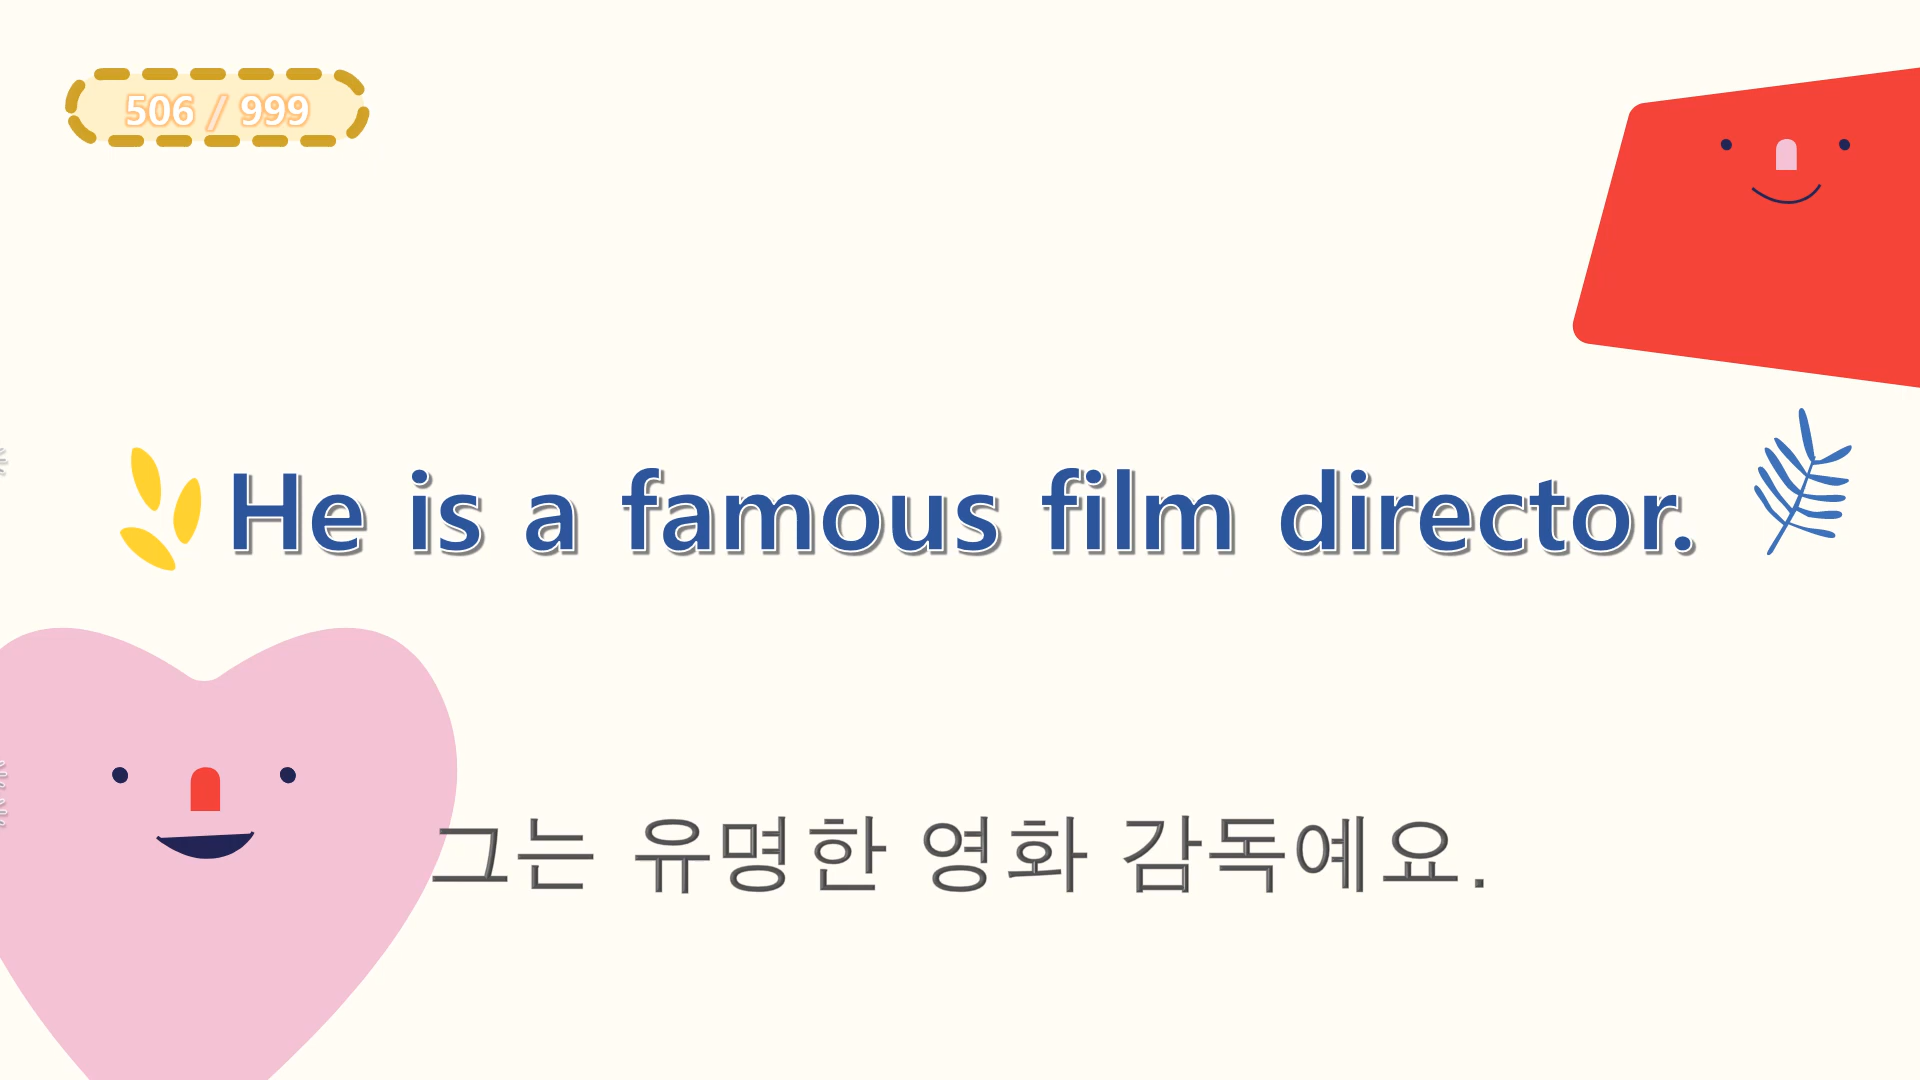 506 / 999
He is a famous film director.
그는 유명한 영화 감독예요.